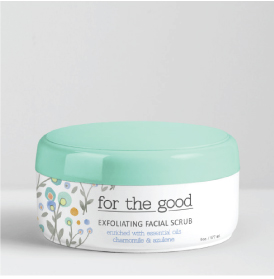 for the good
EXFOLIATING FACIAL SCRUB
enriched with essential oils
chamomile & azulene